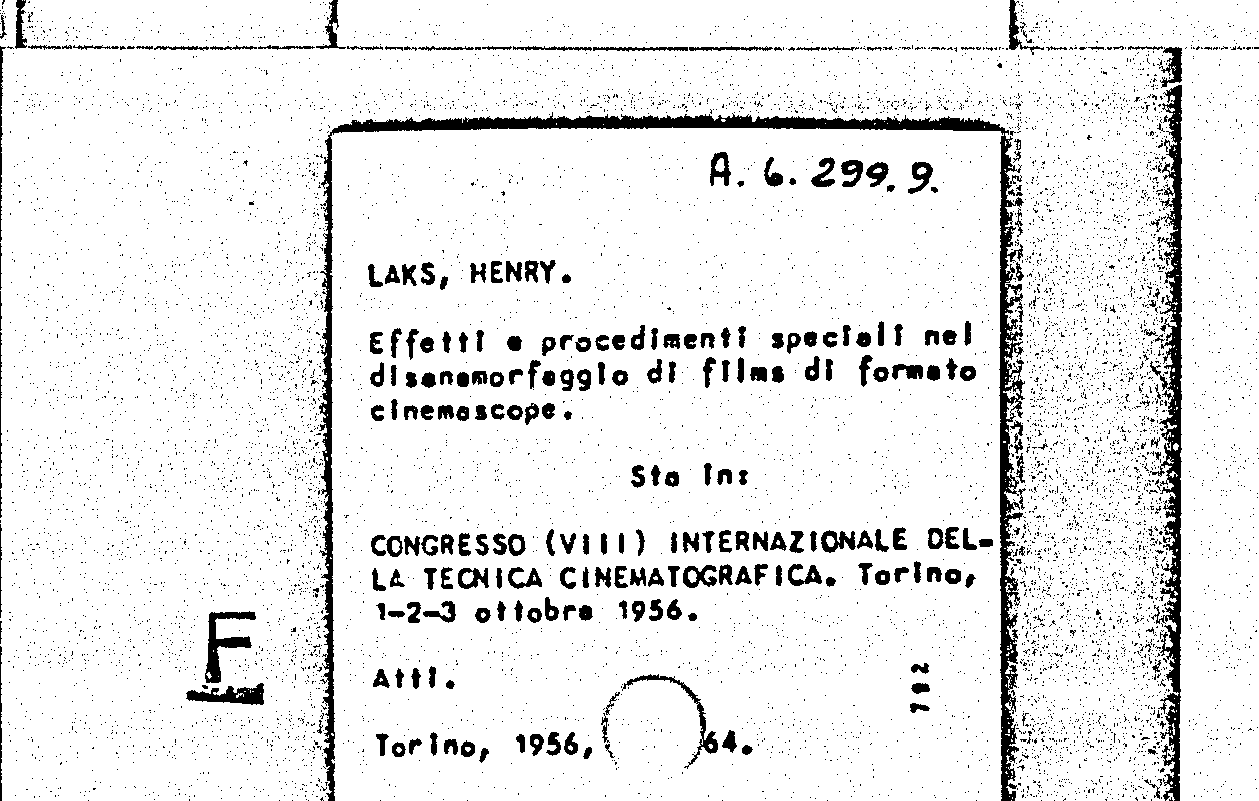 A. 6. 299. 9.
LAKS, HENRY.
Effetti e procedimenti speciali nel
disanamorfaggio di films di formato
cinemascope.
Sta in:
CONGRESSO (VIII) INTERNAZIONALE DEL-
LA TECNICA CINEMATOGRAFICA. Torino,
1-2-3 ottobre 1956.
F
Atti.
Torino, 1956, 64.